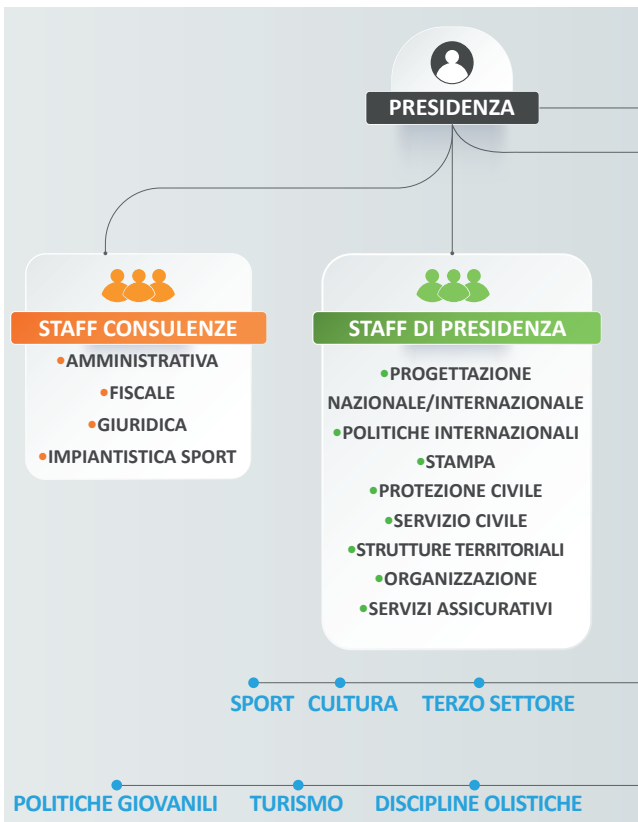 PRESIDENZA
STAFF CONSULENZE
•AMMINISTRATIVA
•FISCALE
•GIURIDICA
•IMPIANTISTICA SPORT
STAFF DI PRESIDENZA
•PROGETTAZIONE
NAZIONALE/INTERNAZIONALE
•POLITICHE INTERNAZIONALI
•STAMPA
•PROTEZIONE CIVILE
•SERVIZIO CIVILE
•STRUTTURE TERRITORIALI
•ORGANIZZAZIONE
•SERVIZI ASSICURATIVI
SPORT CULTURA TERZO SETTORE
POLITICHE GIOVANILI TURISMO DISCIPLINE OLISTICHE